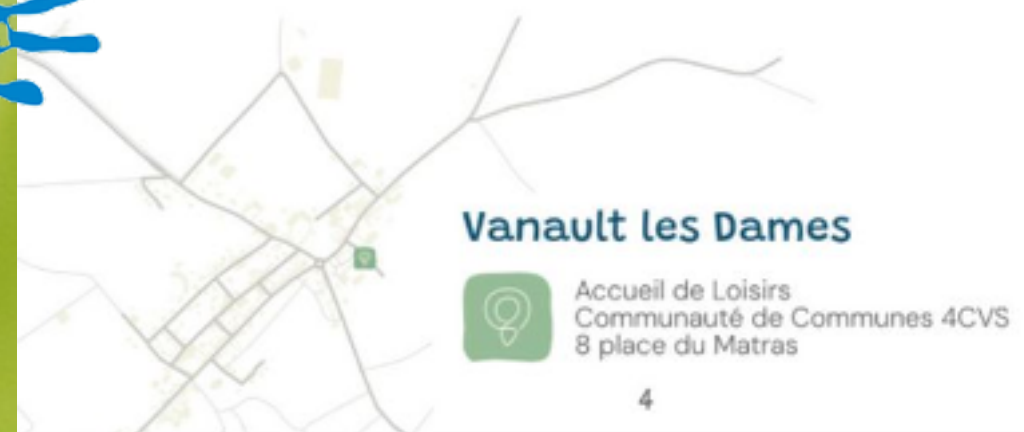 Vanault les Dames
Accueil de Loisirs
Communauté de Communes 4CVS
8 place du Matras
4